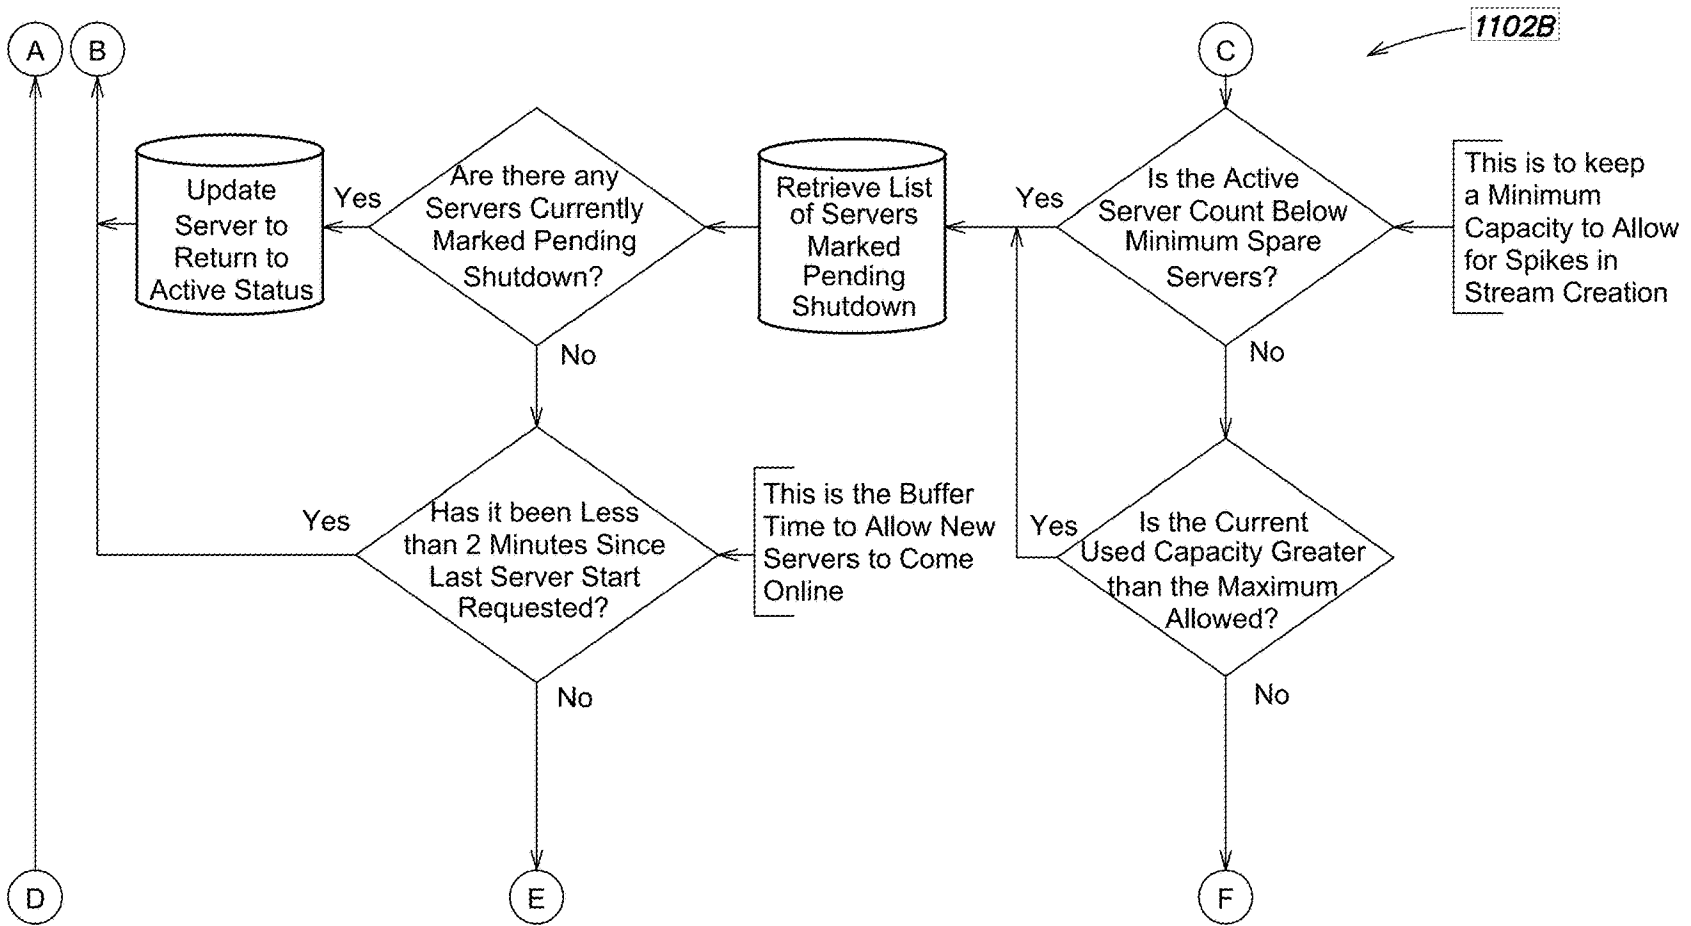 A
B
C
1102B
Update
Server to
Return to
Active Status
Yes
Are there any
Servers Currently
Marked Pending
Shutdown?
No
Retrieve List
of Servers
Marked
Pending
Shutdown
Yes
Is the Active
Server Count Below
Minimum Spare
Servers?
No
This is to keep
a Minimum
Capacity to Allow
for Spikes in
Stream Creation
Yes
Has it been Less
than 2 Minutes Since
Last Server Start
Requested?
No
This is the Buffer
Time to Allow New
Servers to Come
Online
Yes
Is the Current
Used Capacity Greater
than the Maximum
Allowed?
No
D
E
F